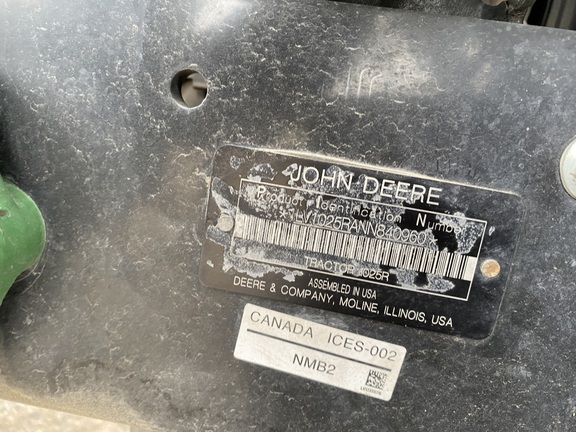 JOHN DEERE
Product Identification Number
LV1025RANN840960
TRACTOR 1025R
ASSEMBLED IN USA
DEERE & COMPANY, MOLINE, ILLINOIS, USA
CANADA ICES-002
NMB2